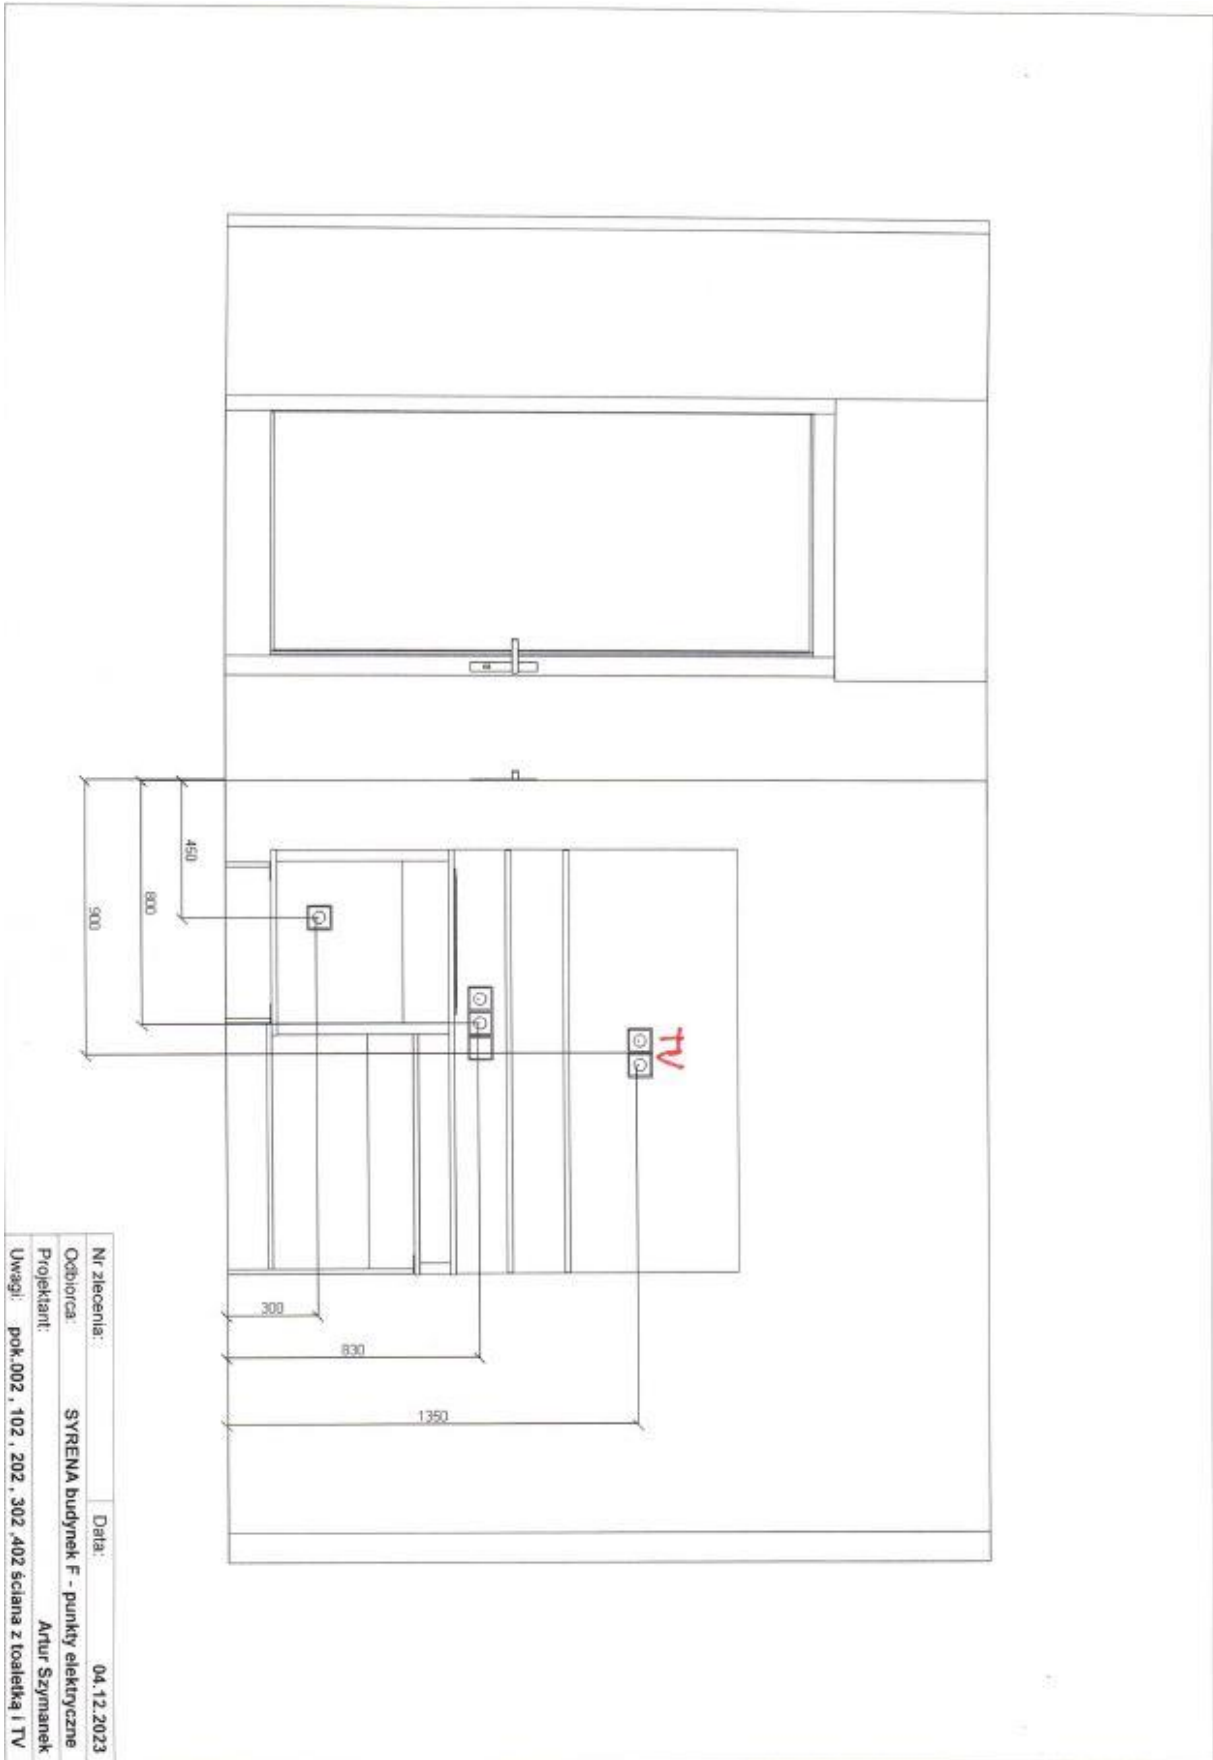 TV
450
800
900
300
830
1350
Nr zlecenia: Data: 04.12.2023
Odbiorca: SYRENA budynek F - punkty elektryczne
Projektant: Artur Szymanek
Uwagi: pok.002 , 102 , 202 , 302 ,402 ściana z toaletką i TV